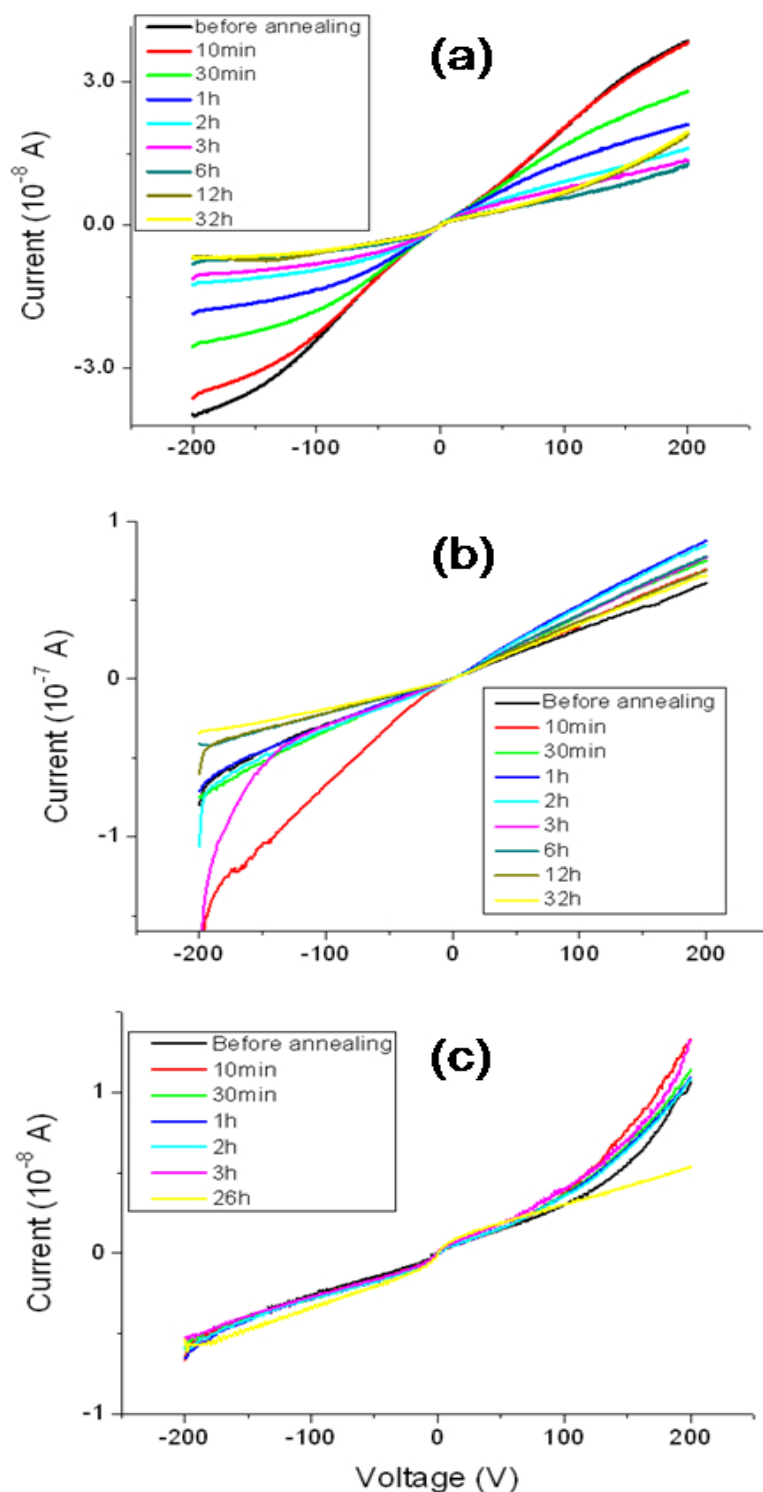 before annealing
10min
30min
1h
2h
3h
6h
12h
32h
(a)
3.0
0.0
-3.0
Current (10⁻⁸ A)
-200 -100 0 100 200
(b)
1
0
-1
Current (10⁻⁷ A)
Before annealing
10min
30min
1h
2h
3h
6h
12h
32h
-200 -100 0 100 200
Before annealing
10min
30min
1h
2h
3h
26h
(c)
1
0
-1
Current (10⁻⁸ A)
-200 -100 0 100 200
Voltage (V)